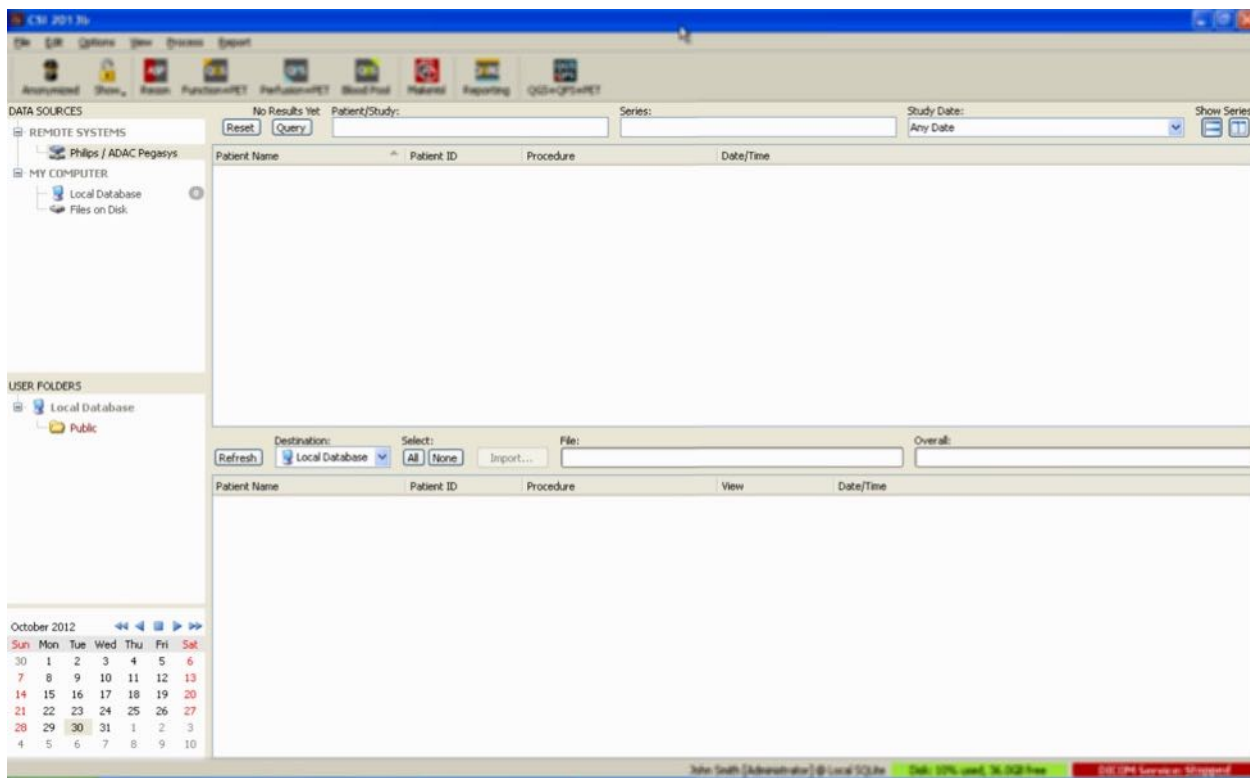 CSI 2013b
File Edit Options View Process Export
Anonymized Show Recon Function+PET Perfusion+PET Blood Pool Reporting QGS+QPS+PET
DATA SOURCES
REMOTE SYSTEMS
Philips / ADAC Pegasys
MY COMPUTER
Local Database
Files on Disk
No Results Yet Patient/Study: Series: Study Date: Show Series
Reset Query Any Date
Patient Name Patient ID Procedure Date/Time
USER FOLDERS
Local Database
Public
Destination: Select: File: Overall:
Refresh Local Database All None Import...
Patient Name Patient ID Procedure View Date/Time
October 2012
Sun Mon Tue Wed Thu Fri Sat
30 1 2 3 4 5 6
7 8 9 10 11 12 13
14 15 16 17 18 19 20
21 22 23 24 25 26 27
28 29 30 31 1 2 3
4 5 6 7 8 9 10
John Smith [Administrator] @ Local SQLite Disk: 10% used, 36.0GB free DICOM Service: Stopped